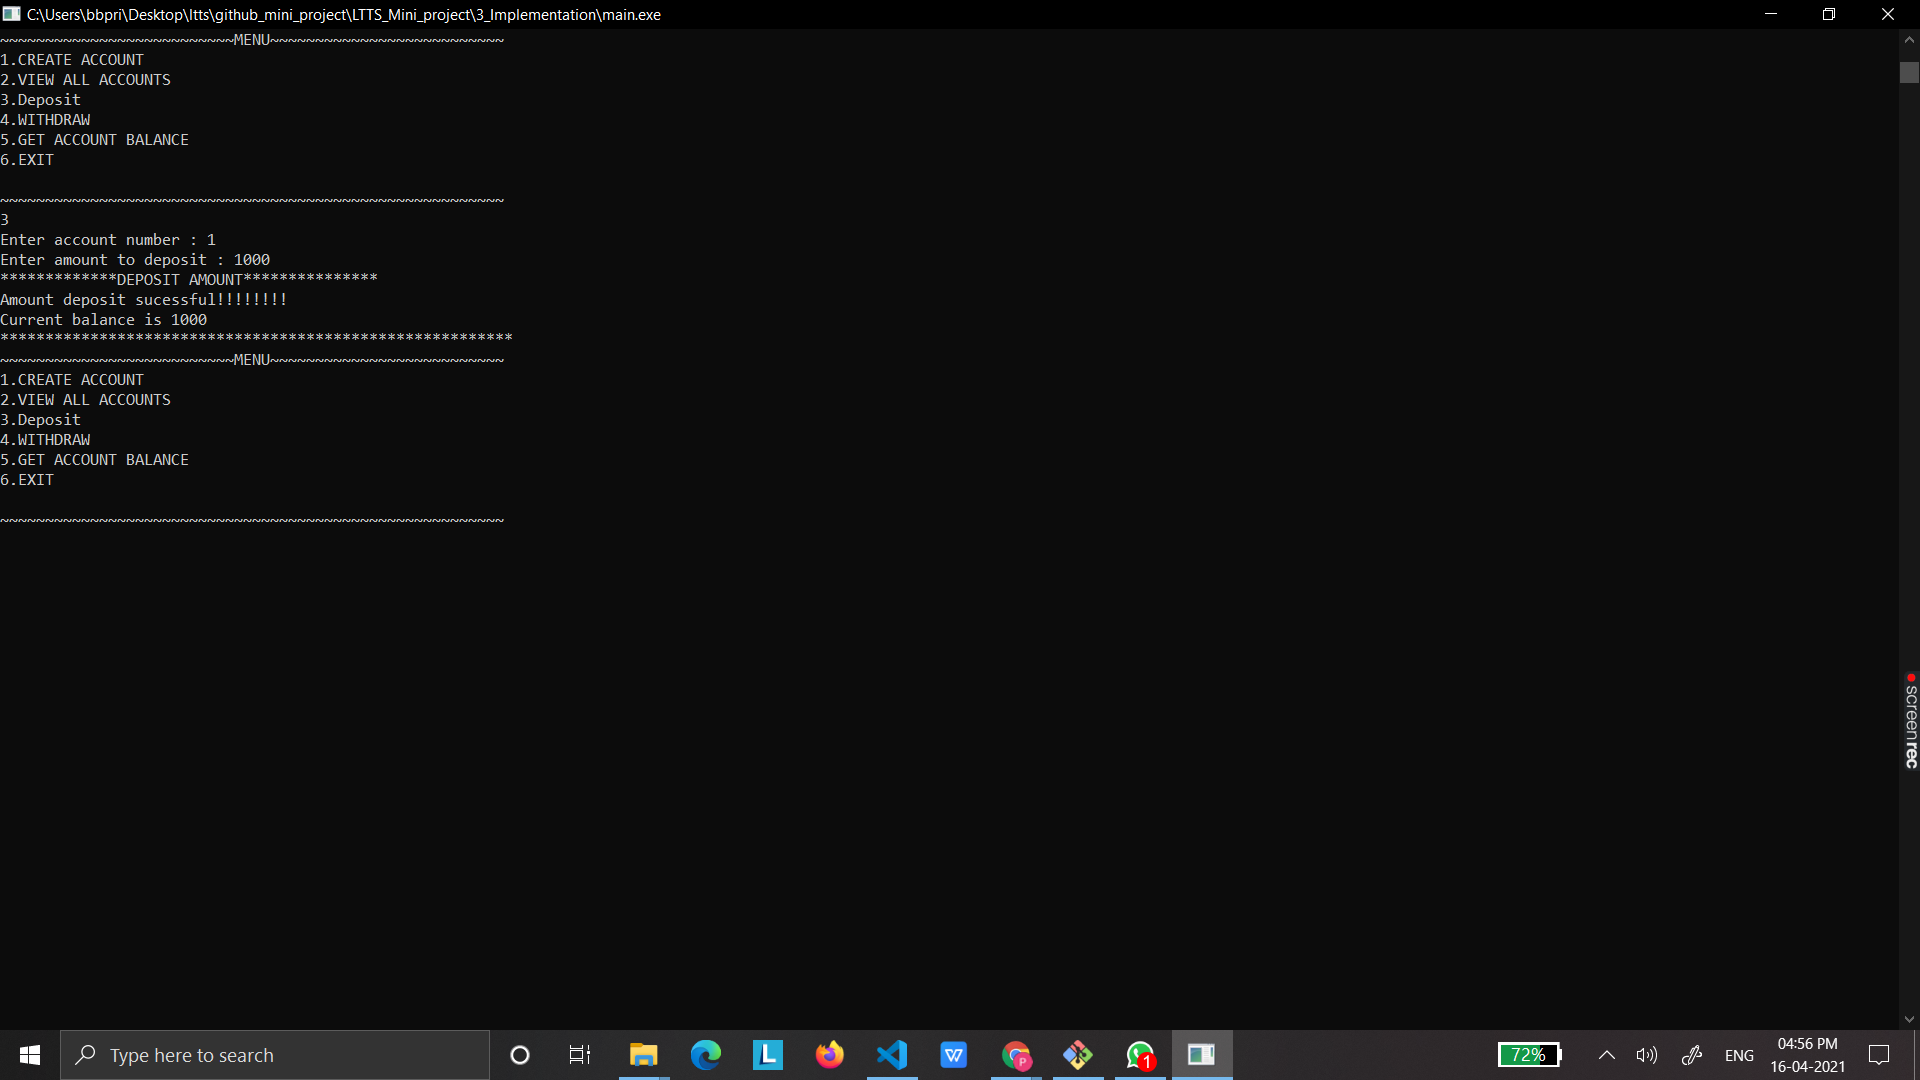 C:\Users\bbpri\Desktop\ltts\github_mini_project\LTTS_Mini_project\3_Implementation\main.exe
~~~~~~~~~~~~~~~~~~~~~~~~~~MENU~~~~~~~~~~~~~~~~~~~~~~~~~~
1.CREATE ACCOUNT
2.VIEW ALL ACCOUNTS
3.Deposit
4.WITHDRAW
5.GET ACCOUNT BALANCE
6.EXIT
~~~~~~~~~~~~~~~~~~~~~~~~~~~~~~~~~~~~~~~~~~~~~~~~~~~~~~~~
3
Enter account number : 1
Enter amount to deposit : 1000
*************DEPOSIT AMOUNT***************
Amount deposit sucessful!!!!!!!!
Current balance is 1000
*********************************************************
~~~~~~~~~~~~~~~~~~~~~~~~~~MENU~~~~~~~~~~~~~~~~~~~~~~~~~~
1.CREATE ACCOUNT
2.VIEW ALL ACCOUNTS
3.Deposit
4.WITHDRAW
5.GET ACCOUNT BALANCE
6.EXIT
~~~~~~~~~~~~~~~~~~~~~~~~~~~~~~~~~~~~~~~~~~~~~~~~~~~~~~~~
screenrec
Type here to search
L
W
P
1
72%
ENG
04:56 PM
16-04-2021